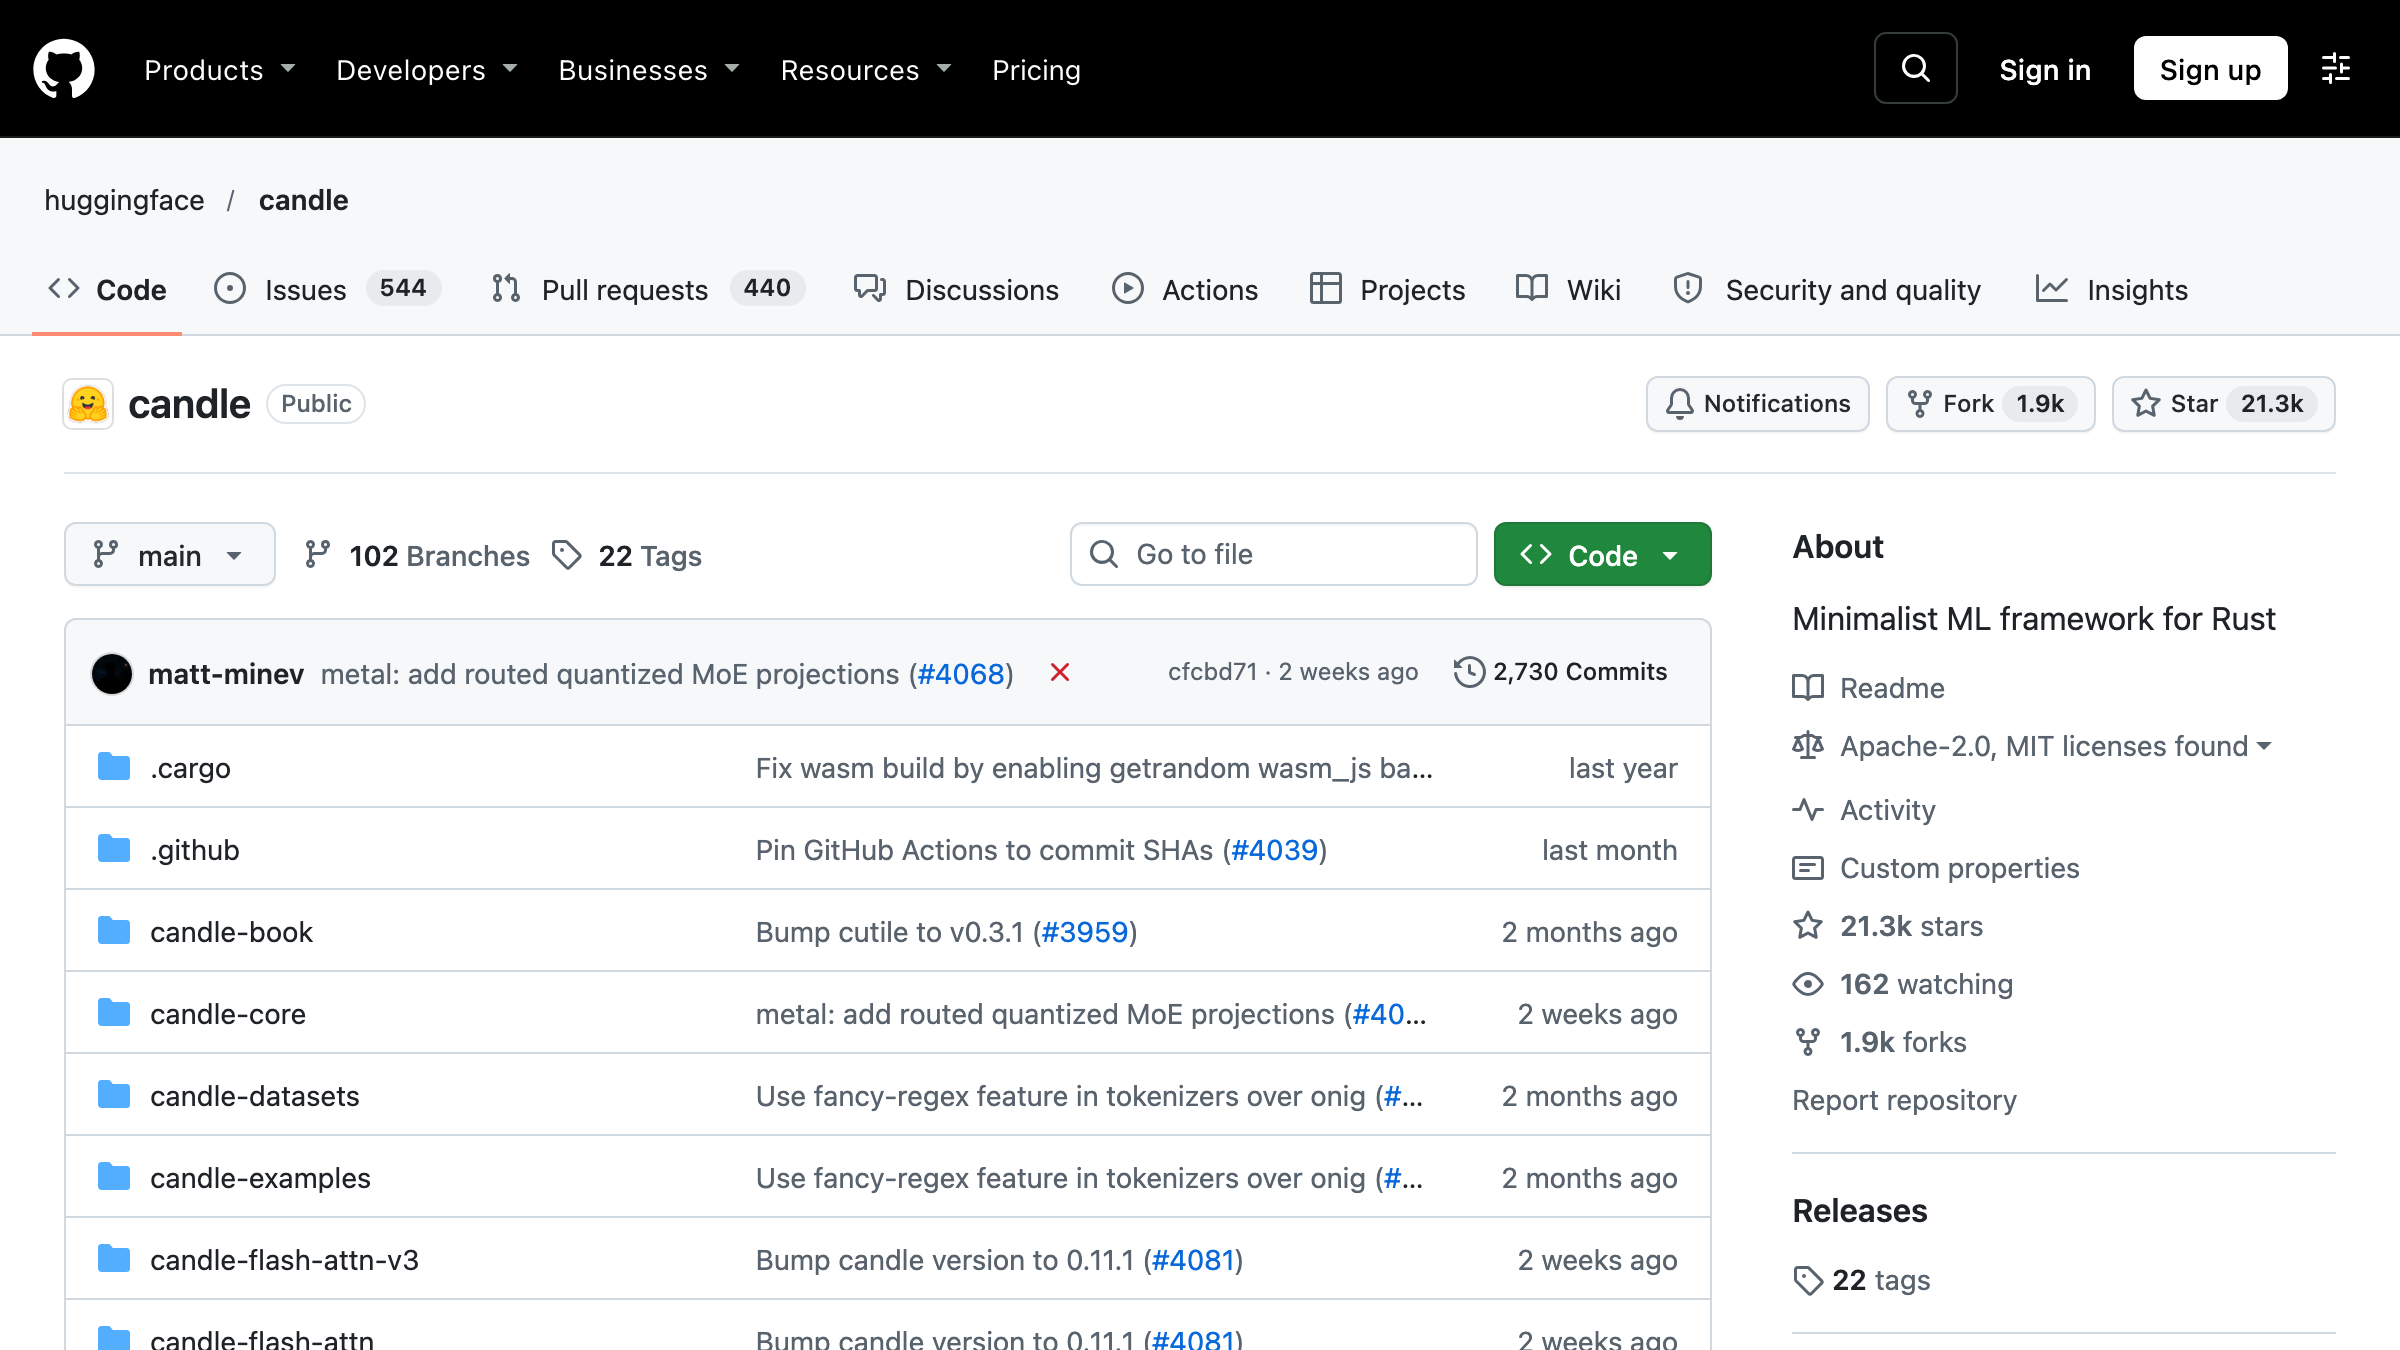 Products Developers Businesses Resources Pricing Sign in Sign up
huggingface / candle
Code Issues 544 Pull requests 440 Discussions Actions Projects Wiki Security and quality Insights
candle Public Notifications Fork 1.9k Star 21.3k
main 102 Branches 22 Tags Go to file Code
matt-minev metal: add routed quantized MoE projections (#4068) cfcbd71 · 2 weeks ago 2,730 Commits
.cargo Fix wasm build by enabling getrandom wasm_js ba... last year
.github Pin GitHub Actions to commit SHAs (#4039) last month
candle-book Bump cutile to v0.3.1 (#3959) 2 months ago
candle-core metal: add routed quantized MoE projections (#40... 2 weeks ago
candle-datasets Use fancy-regex feature in tokenizers over onig (#... 2 months ago
candle-examples Use fancy-regex feature in tokenizers over onig (#... 2 months ago
candle-flash-attn-v3 Bump candle version to 0.11.1 (#4081) 2 weeks ago
candle-flash-attn Bump candle version to 0.11.1 (#4081) 2 weeks ago
About
Minimalist ML framework for Rust
Readme
Apache-2.0, MIT licenses found
Activity
Custom properties
21.3k stars
162 watching
1.9k forks
Report repository
Releases
22 tags